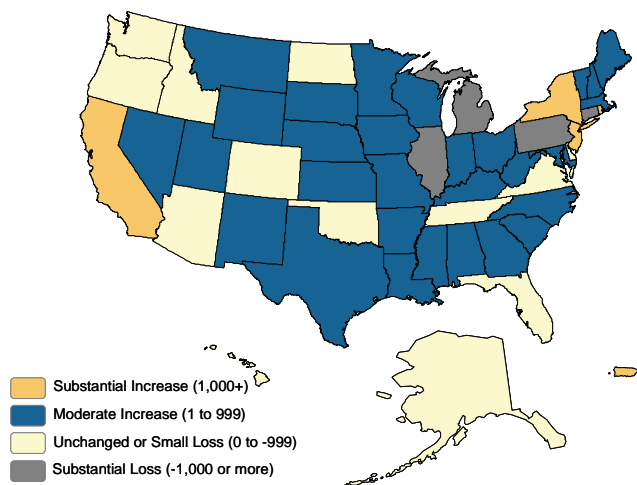 Substantial Increase (1,000+)
Moderate Increase (1 to 999)
Unchanged or Small Loss (0 to -999)
Substantial Loss (-1,000 or more)